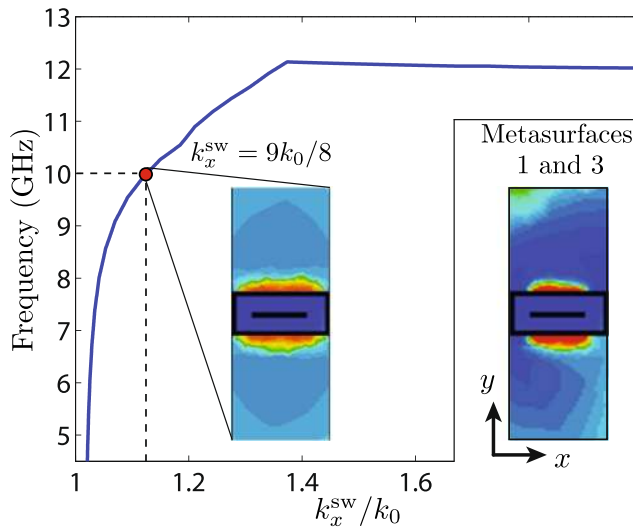 13
12
11
10
9
8
7
6
5
Frequency (GHz)
k_x^sw = 9k_0/8
Metasurfaces
1 and 3
y
x
1
1.2
1.4
1.6
k_x^sw/k_0